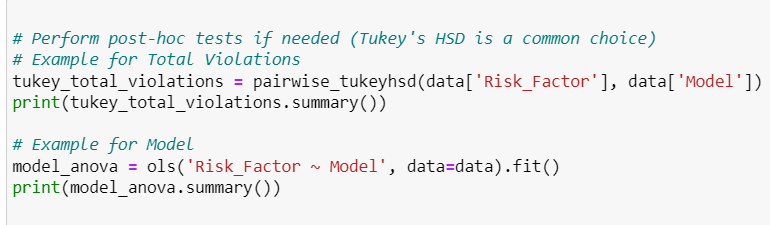 # Perform post-hoc tests if needed (Tukey's HSD is a common choice)
# Example for Total Violations
tukey_total_violations = pairwise_tukeyhsd(data['Risk_Factor'], data['Model'])
print(tukey_total_violations.summary())
# Example for Model
model_anova = ols('Risk_Factor ~ Model', data=data).fit()
print(model_anova.summary())